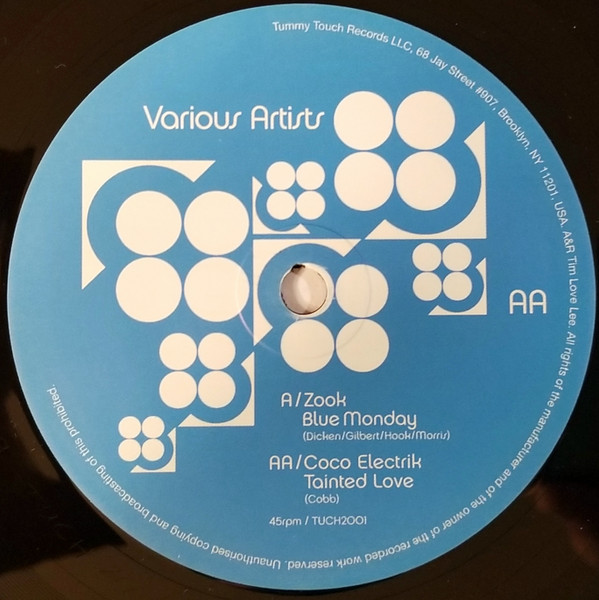 Tummy Touch Records LLC, 68 Jay Street #907, Brooklyn, NY 11201, USA. A&R Tim Love Lee. All rights of the manufacturer and of the owner of the recorded work reserved. Unauthorised copying and broadcasting of this prohibited.
Various Artists
AA
A/Zook
Blue Monday
(Dicken/Gilbert/Hook/Morris)
AA/Coco Electrik
Tainted Love
(Cobb)
45rpm / TUCH2001